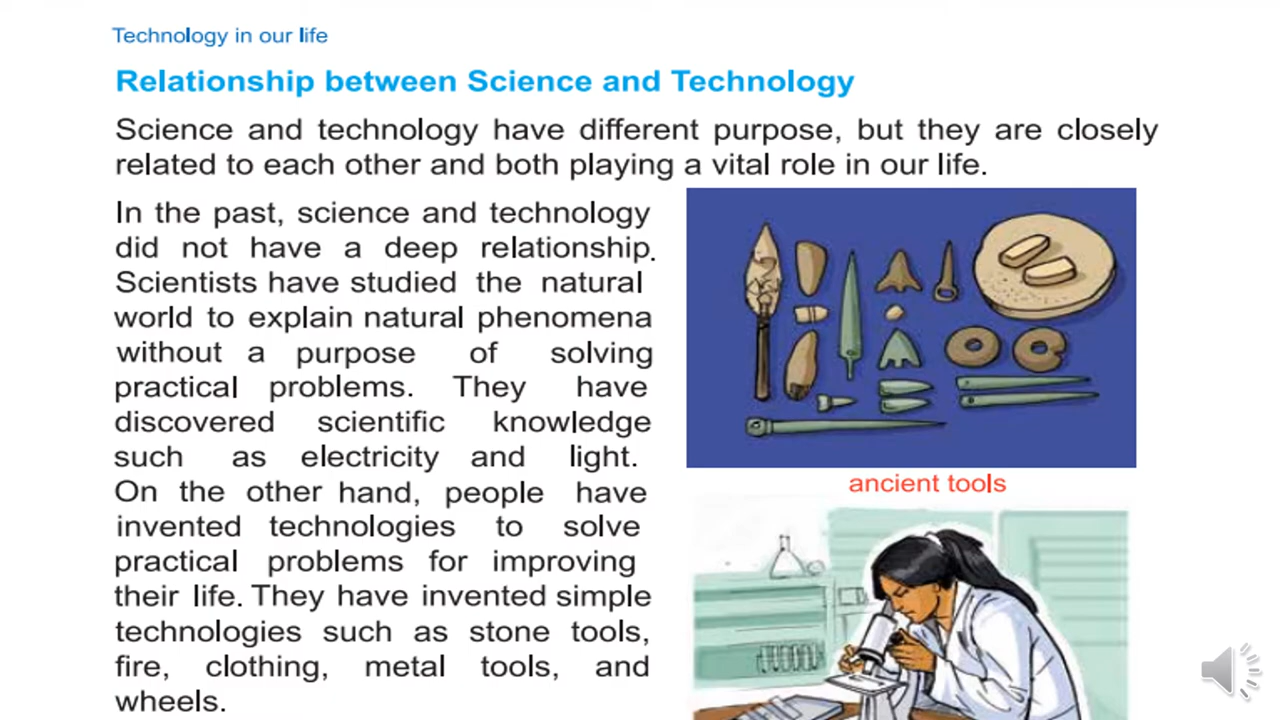 Technology in our life
Relationship between Science and Technology
Science and technology have different purpose, but they are closely
related to each other and both playing a vital role in our life.
In the past, science and technology
did not have a deep relationship.
Scientists have studied the natural
world to explain natural phenomena
without a purpose of solving
practical problems. They have
discovered scientific knowledge
such as electricity and light.
On the other hand, people have
invented technologies to solve
practical problems for improving
their life. They have invented simple
technologies such as stone tools,
fire, clothing, metal tools, and
wheels.
ancient tools